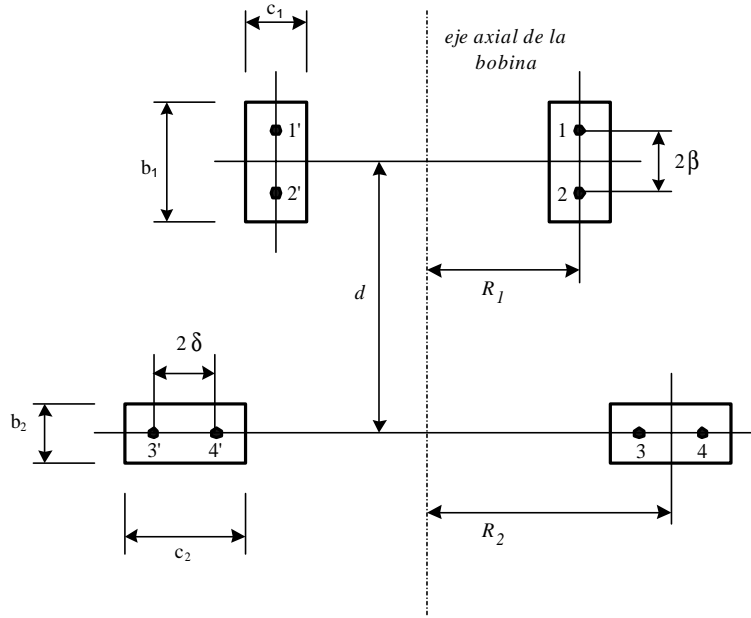 c₁
eje axial de la
bobina
1'
1
b₁
2β
2'
2
d
R₁
2δ
b₂
3'
4'
3
4
R₂
c₂